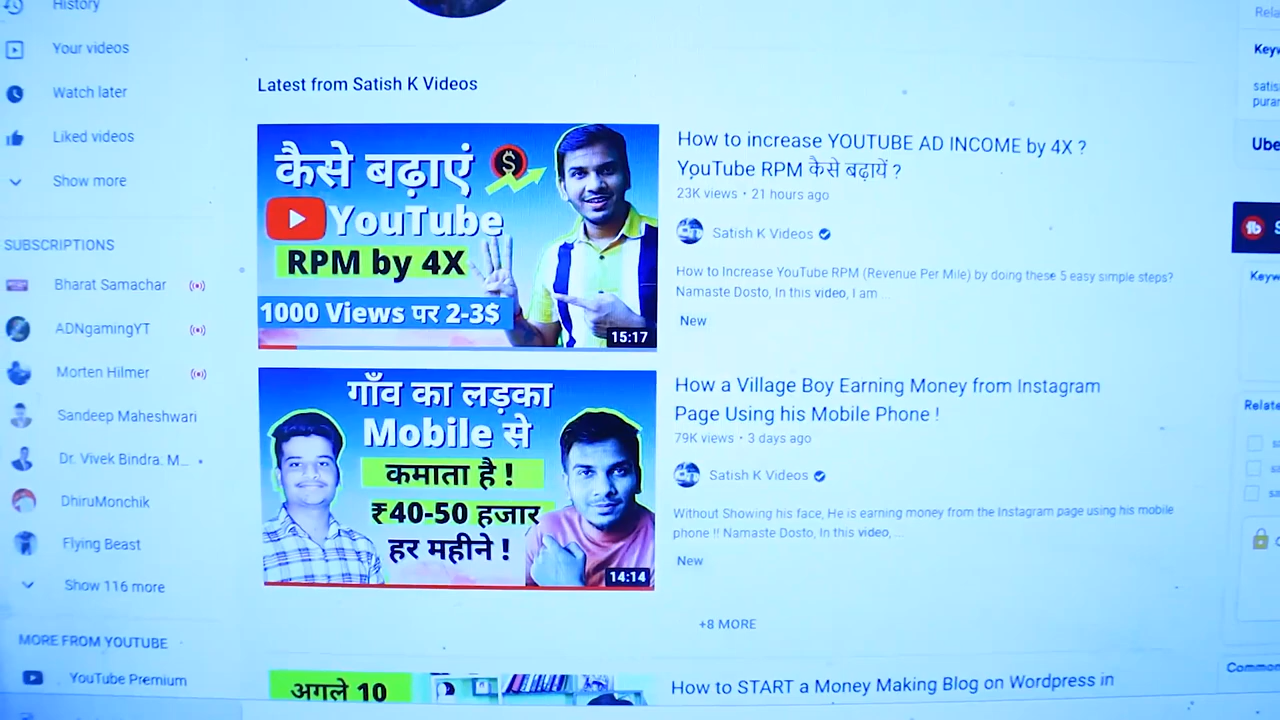 History
Your videos
Watch later
Liked videos
Show more
SUBSCRIPTIONS
Bharat Samachar
ADNgamingYT
Morten Hilmer
Sandeep Maheshwari
Dr. Vivek Bindra: M...
DhiruMonchik
Flying Beast
Show 116 more
MORE FROM YOUTUBE
YouTube Premium
Latest from Satish K Videos
कैसे बढ़ाएं
$
YouTube
RPM by 4X
1000 Views पर 2-3$
15:17
How to increase YOUTUBE AD INCOME by 4X ?
YouTube RPM कैसे बढ़ायें ?
23K views • 21 hours ago
Satish K Videos
How to Increase YouTube RPM (Revenue Per Mile) by doing these 5 easy simple steps?
Namaste Dosto, In this video, I am ...
New
गाँव का लड़का
Mobile से
कमाता है !
₹40-50 हजार
हर महीने !
14:14
How a Village Boy Earning Money from Instagram
Page Using his Mobile Phone !
79K views • 3 days ago
Satish K Videos
Without Showing his face, He is earning money from the Instagram page using his mobile
phone !! Namaste Dosto, In this video, ...
New
+8 MORE
अगले 10
How to START a Money Making Blog on Wordpress in